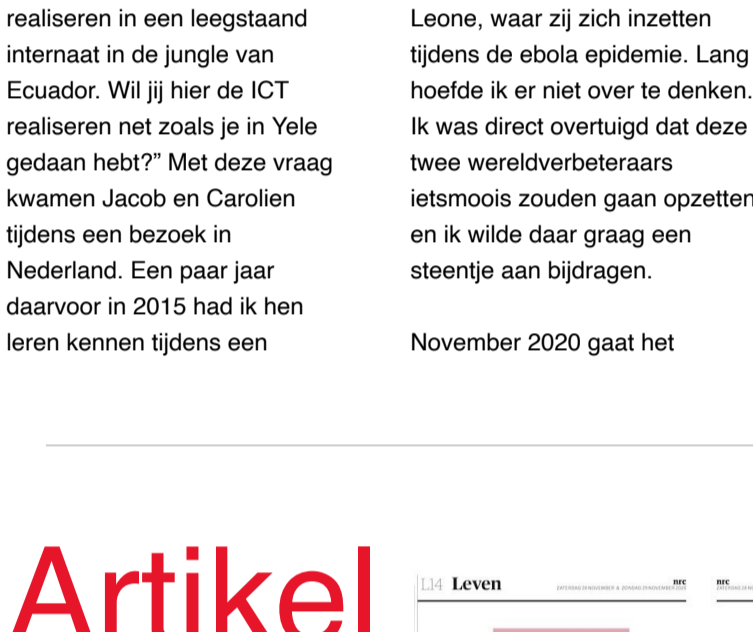 realiseren in een leegstaand
internaat in de jungle van
Ecuador. Wil jij hier de ICT
realiseren net zoals je in Yele
gedaan hebt?” Met deze vraag
kwamen Jacob en Carolien
tijdens een bezoek in
Nederland. Een paar jaar
daarvoor in 2015 had ik hen
leren kennen tijdens een
Leone, waar zij zich inzetten
tijdens de ebola epidemie. Lang
hoefde ik er niet over te denken.
Ik was direct overtuigd dat deze
twee wereldverbeteraars
ietsmoois zouden gaan opzetten
en ik wilde daar graag een
steentje aan bijdragen.
November 2020 gaat het
Artikel
L14 Leven
nrc
nrc